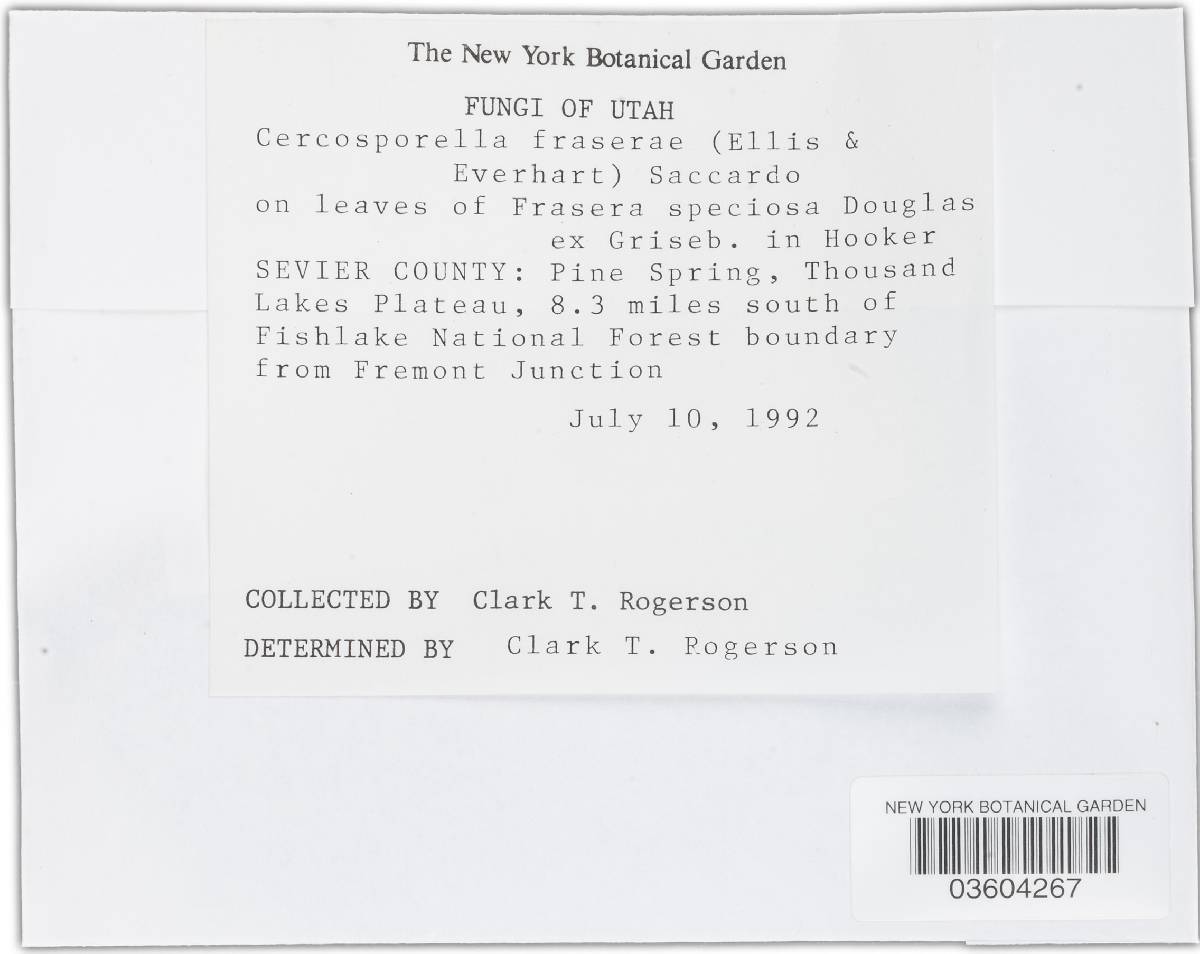 The New York Botanical Garden
FUNGI OF UTAH
Cercosporella fraserae (Ellis &
Everhart) Saccardo
on leaves of Frasera speciosa Douglas
ex Griseb. in Hooker
SEVIER COUNTY: Pine Spring, Thousand
Lakes Plateau, 8.3 miles south of
Fishlake National Forest boundary
from Fremont Junction
July 10, 1992
COLLECTED BY Clark T. Rogerson
DETERMINED BY Clark T. Rogerson
NEW YORK BOTANICAL GARDEN
03604267